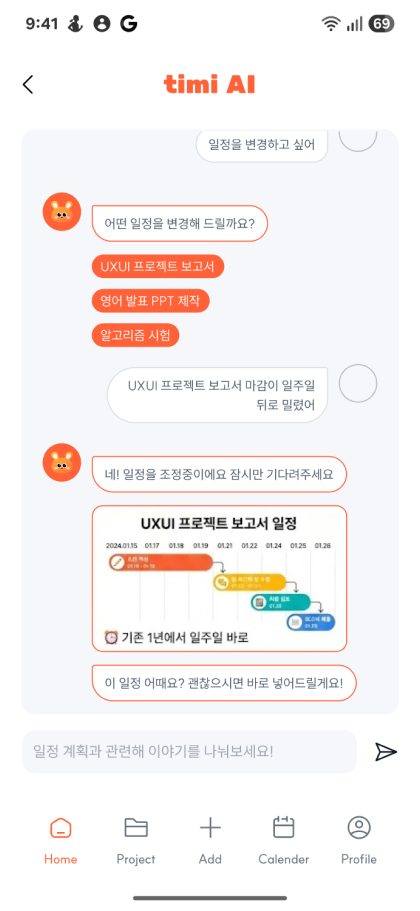 9:41
69
timi AI
일정을 변경하고 싶어
어떤 일정을 변경해 드릴까요?
UXUI 프로젝트 보고서
영어 발표 PPT 제작
알고리즘 시험
UXUI 프로젝트 보고서 마감이 일주일
뒤로 밀렸어
네! 일정을 조정중이에요 잠시만 기다려주세요
UXUI 프로젝트 보고서 일정
2024.01.15 01.17 01.18 01.19 01.21 01.22 01.24 01.25 01.26
기존 1년에서 일주일 바로
이 일정 어때요? 괜찮으시면 바로 넣어드릴게요!
일정 계획과 관련해 이야기를 나눠보세요!
Home
Project
Add
Calender
Profile